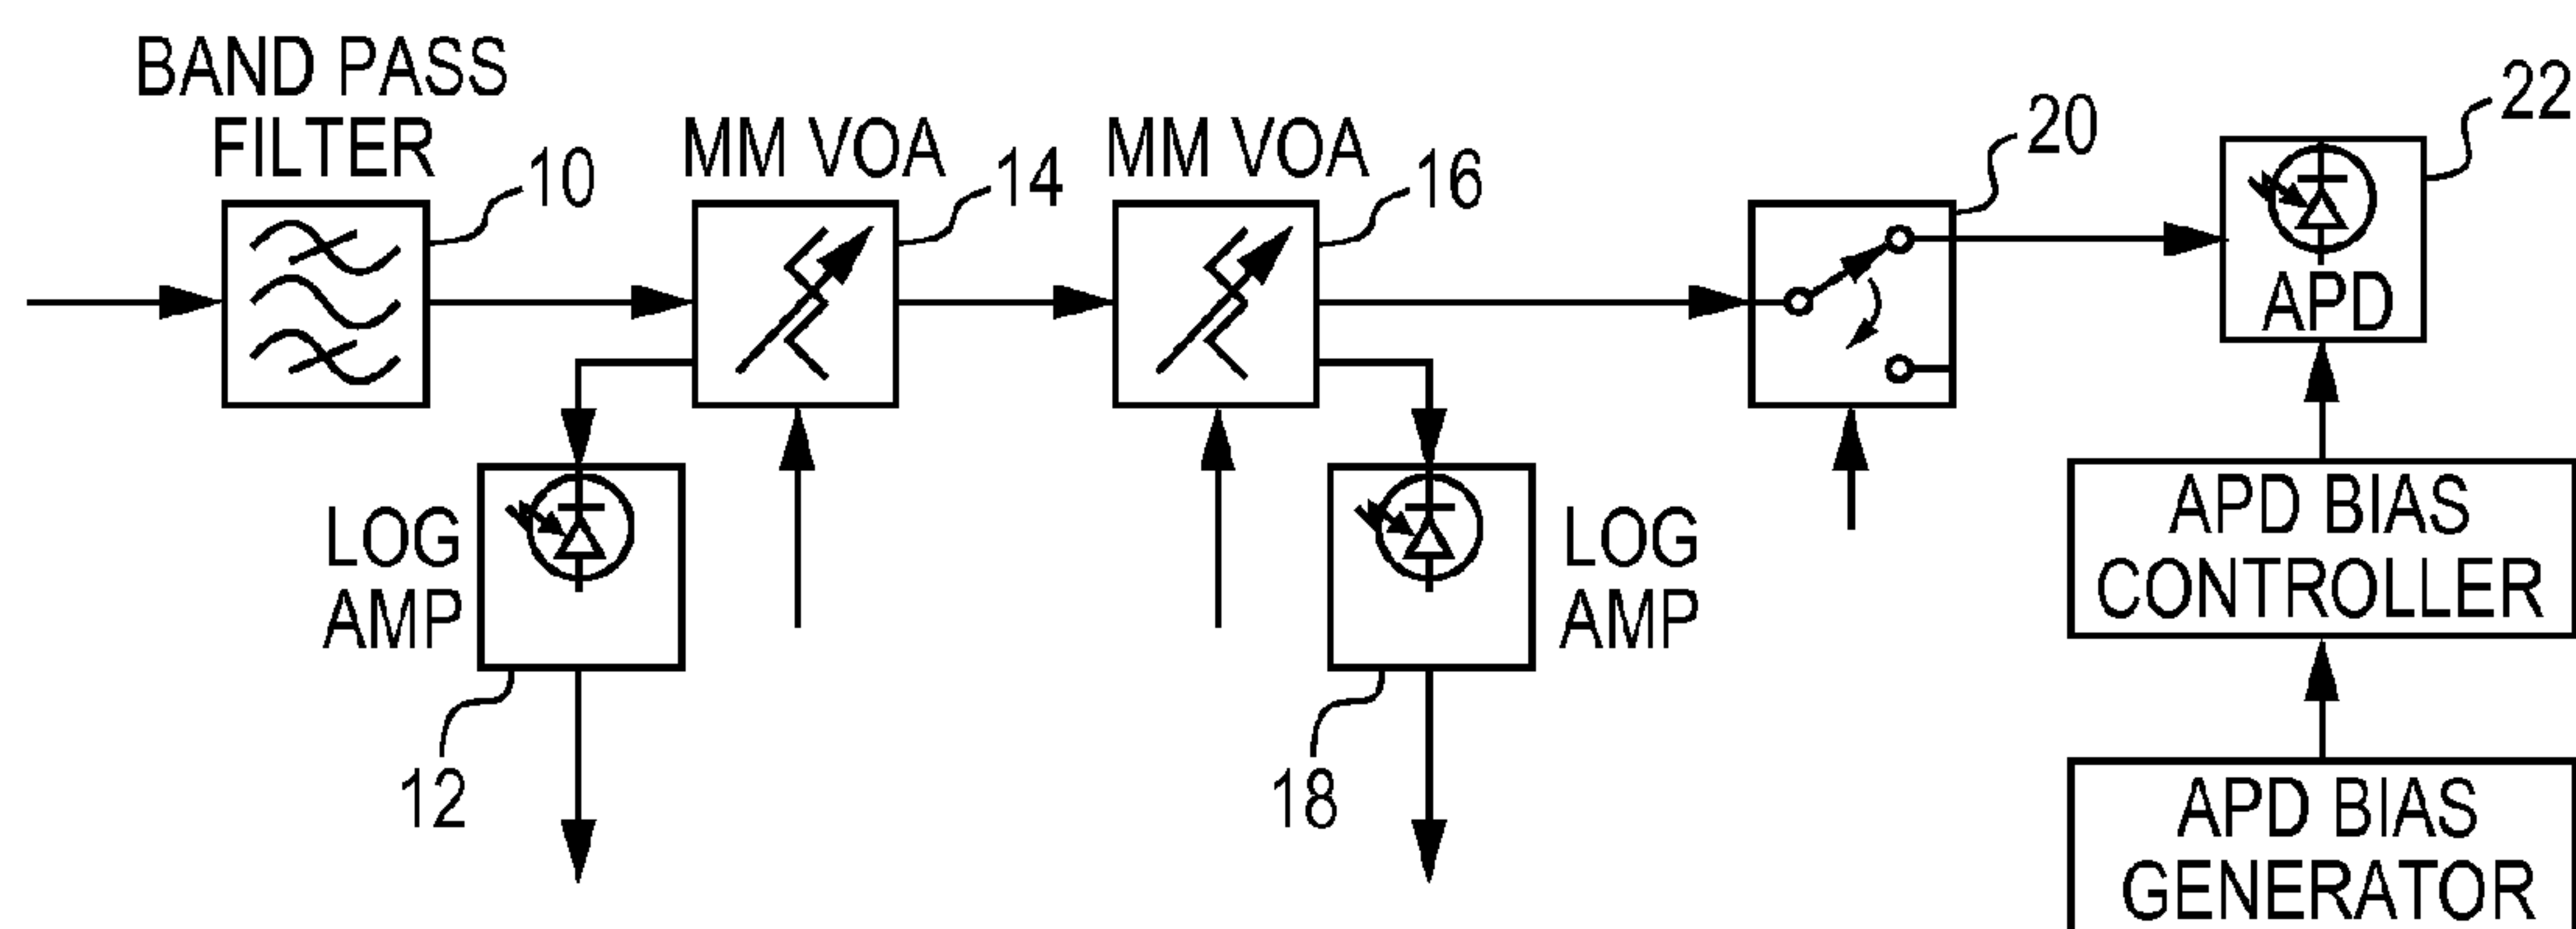 BAND PASS
FILTER
10
MM VOA
14
MM VOA
16
20
22
APD
LOG
AMP
12
LOG
AMP
18
APD BIAS
CONTROLLER
APD BIAS
GENERATOR